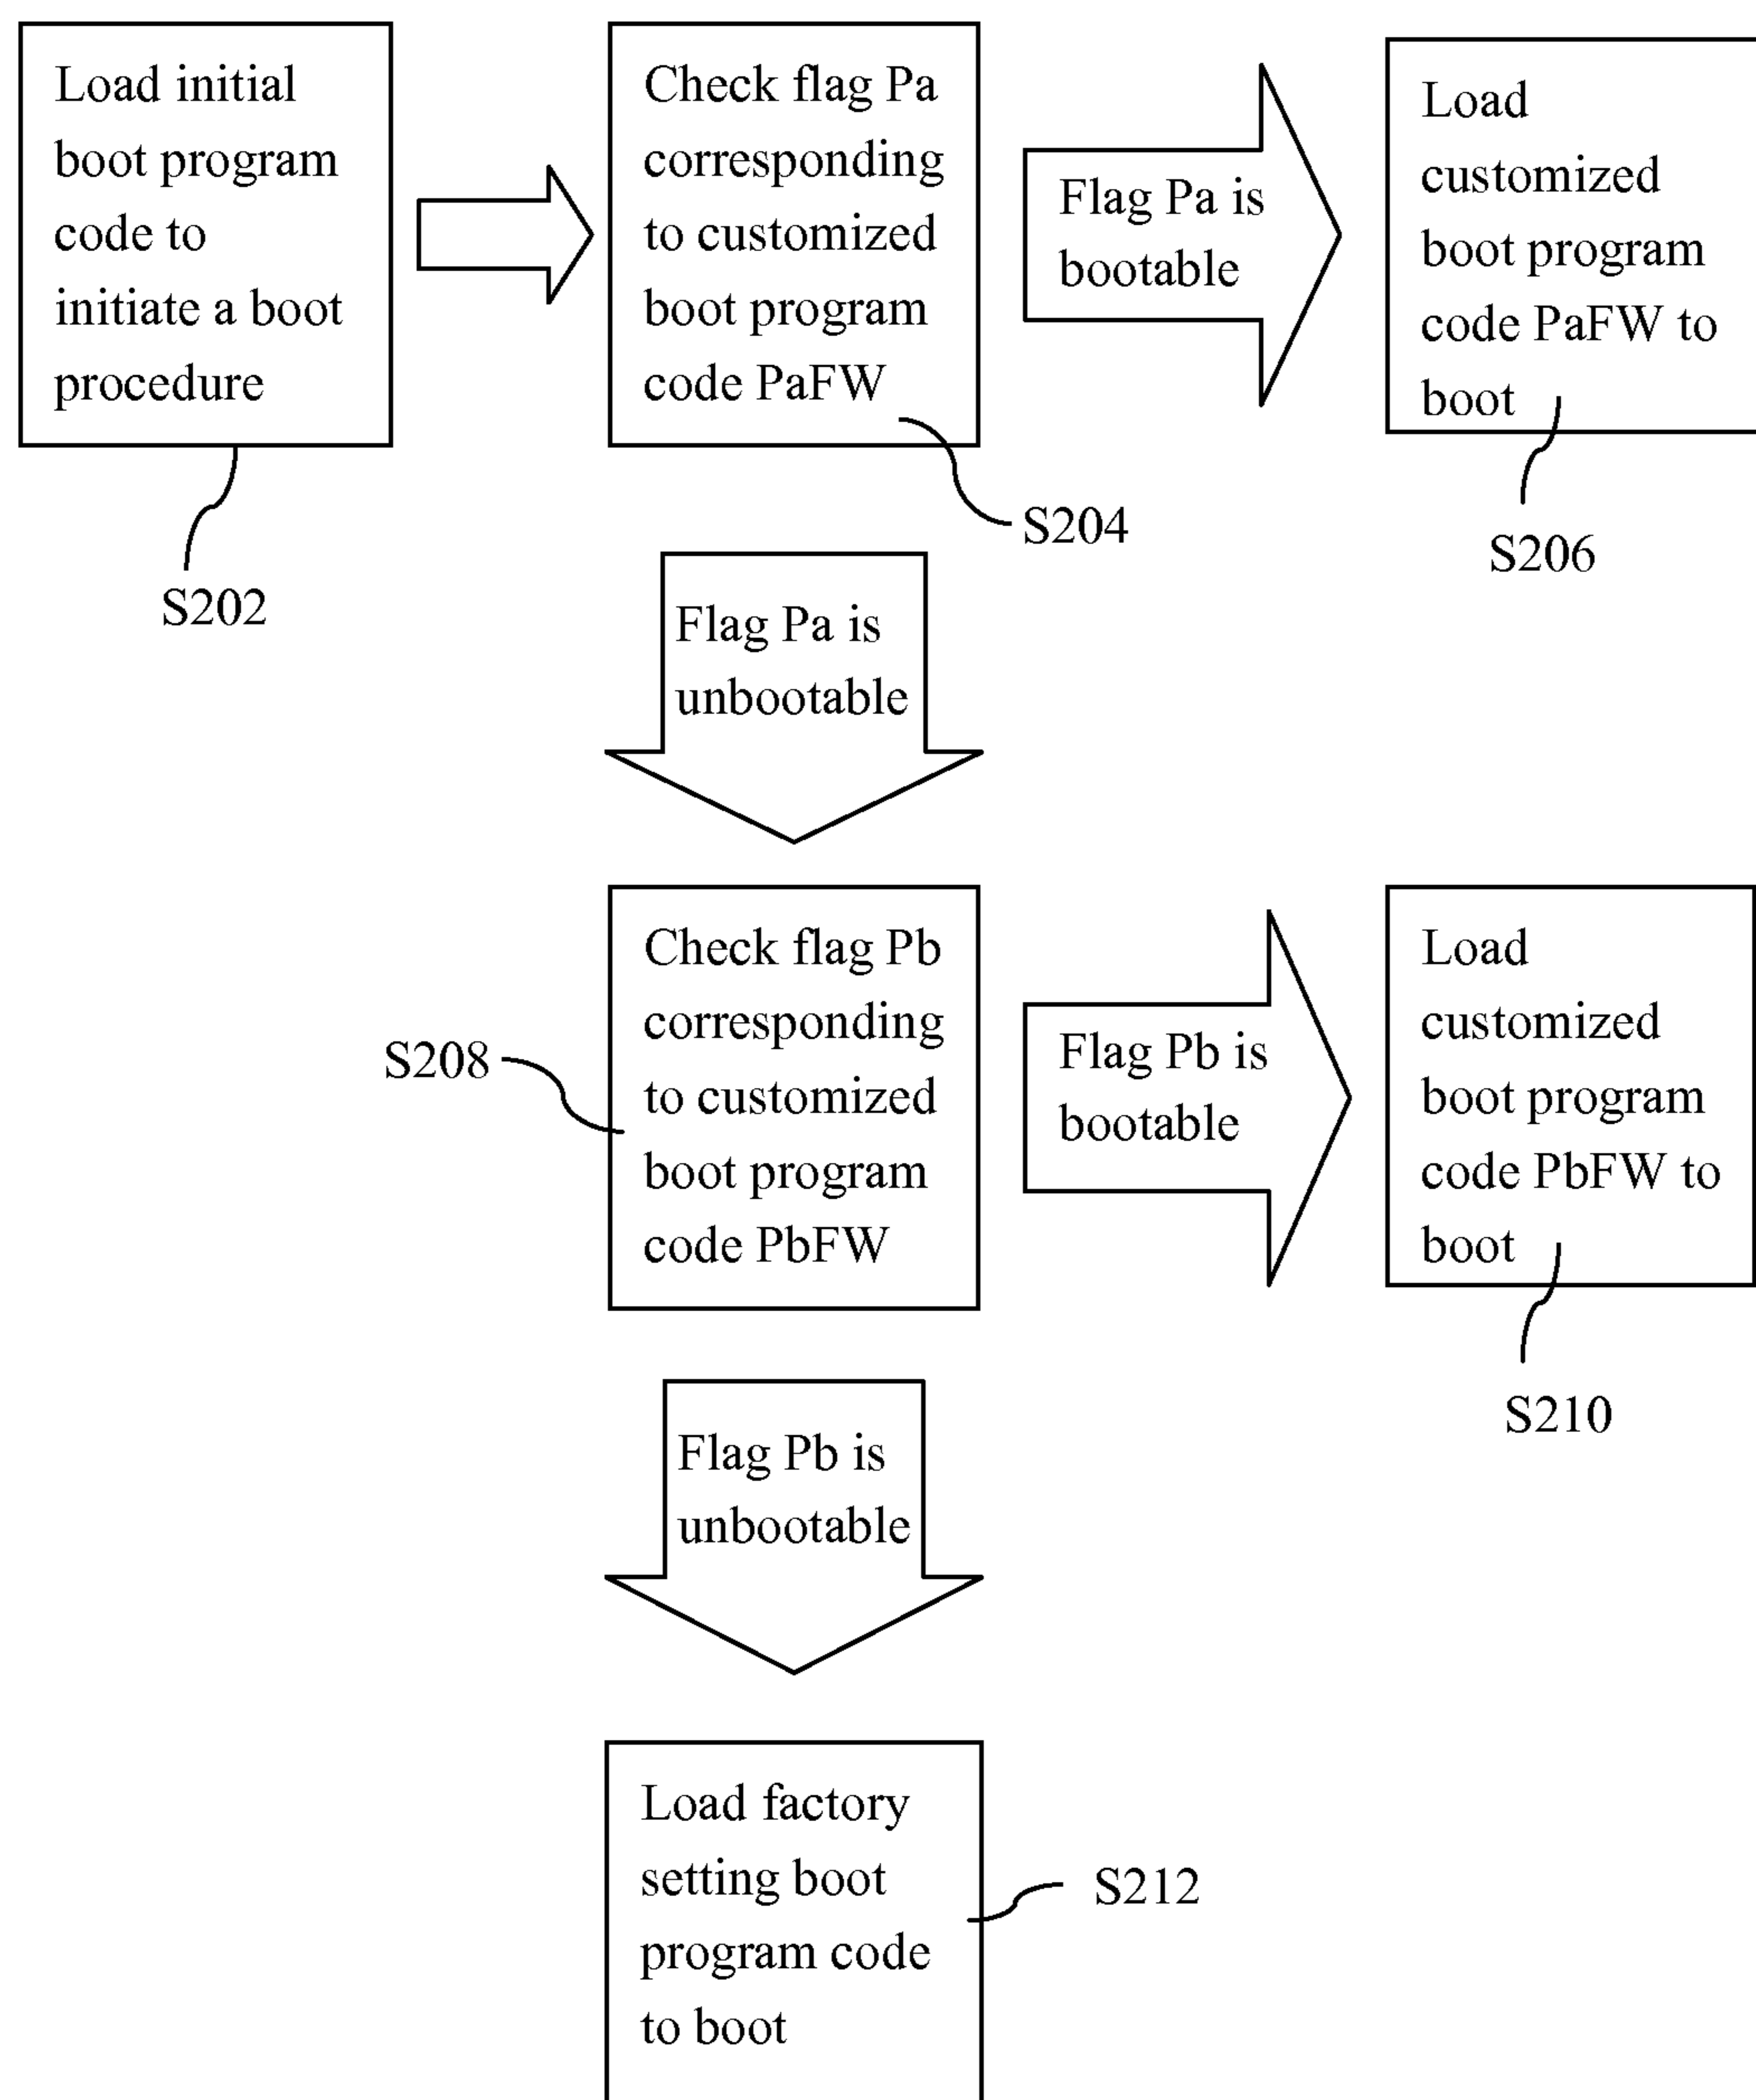 Load initial
boot program
code to
initiate a boot
procedure
S202
Check flag Pa
corresponding
to customized
boot program
code PaFW
S204
Flag Pa is
bootable
Load
customized
boot program
code PaFW to
boot
S206
Flag Pa is
unbootable
Check flag Pb
corresponding
to customized
boot program
code PbFW
S208
Flag Pb is
bootable
Load
customized
boot program
code PbFW to
boot
S210
Flag Pb is
unbootable
Load factory
setting boot
program code
to boot
S212